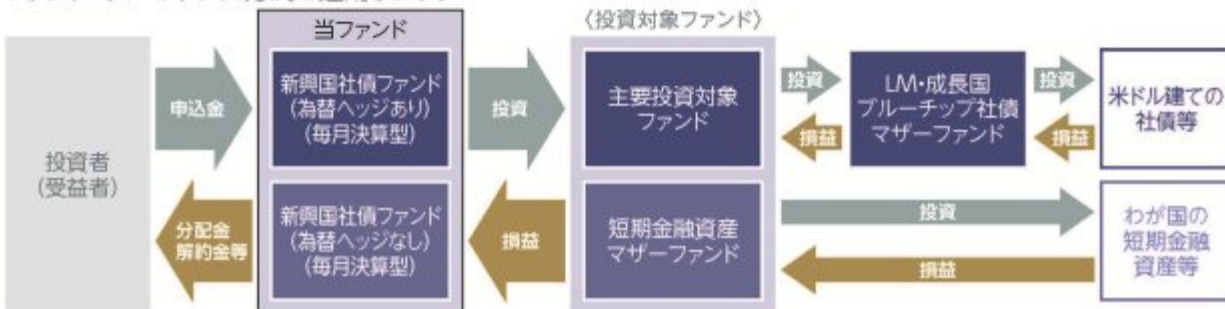 〈投資対象ファンド〉
当ファンド
投資者
(受益者)
申込金
分配金
解約金等
新興国社債ファンド
(為替ヘッジあり)
(毎月決算型)
新興国社債ファンド
(為替ヘッジなし)
(毎月決算型)
投資
損益
主要投資対象
ファンド
短期金融資産
マザーファンド
投資
損益
LM・成長国
ブルーチップ社債
マザーファンド
投資
損益
米ドル建ての
社債等
投資
損益
わが国の
短期金融
資産等